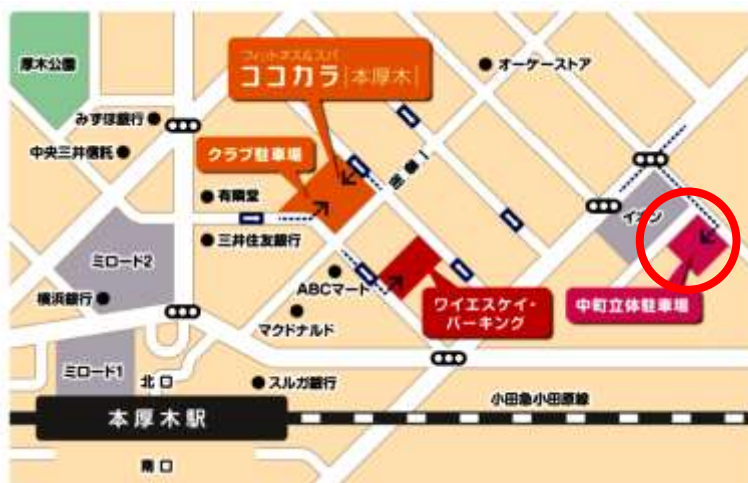 厚木公園
みずほ銀行
中央三井信託
フィットネス&スパ
ココカラ|本厚木|
クラブ駐車場
オーケーストア
一番街
有隣堂
三井住友銀行
イオン
ミロード2
横浜銀行
ABCマート
マクドナルド
ワイエスケイ・
パーキング
中町立体駐車場
ミロード1
北口
スルガ銀行
小田急小田原線
本厚木駅
南口